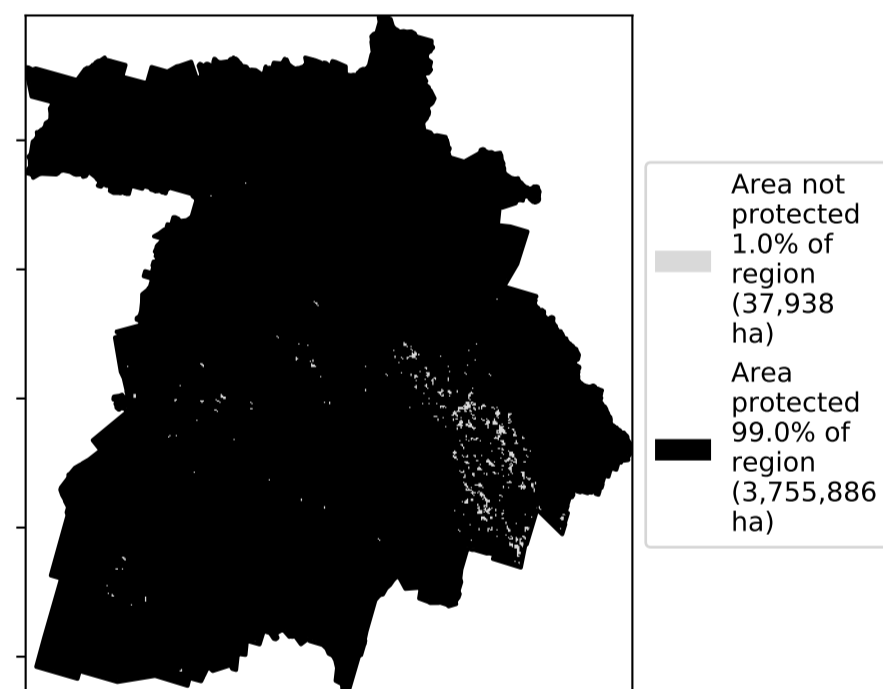 Area not
protected
1.0% of
region
(37,938
ha)
Area
protected
99.0% of
region
(3,755,886
ha)